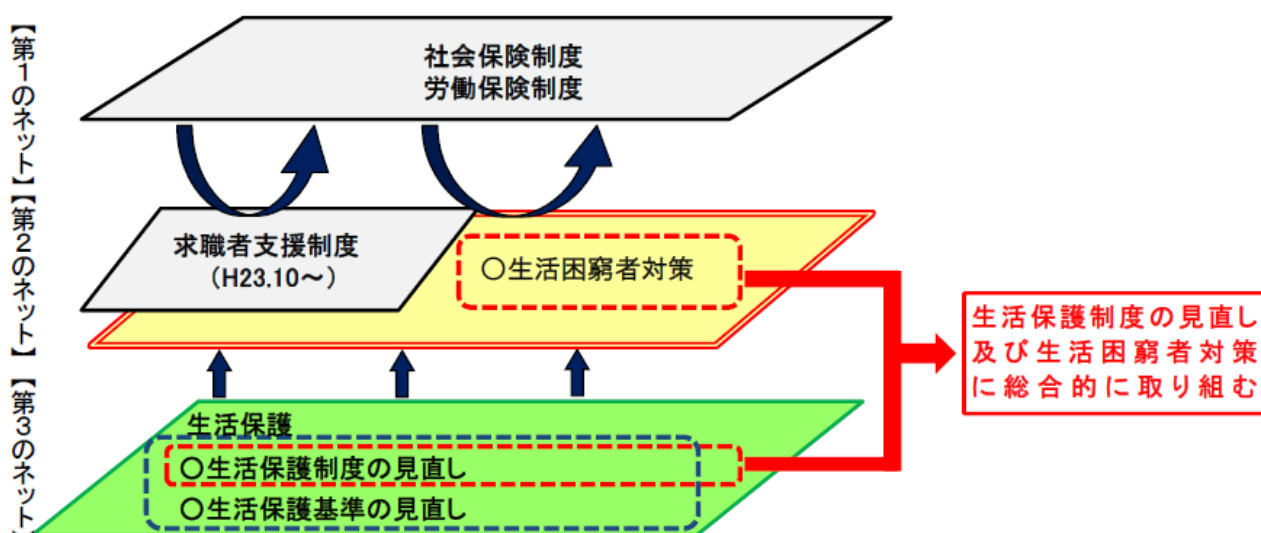 【第1のネット】
社会保険制度
労働保険制度
【第2のネット】
求職者支援制度
(H23.10～)
○生活困窮者対策
生活保護制度の見直し
及び生活困窮者対策
に総合的に取り組む
【第3のネット】
生活保護
○生活保護制度の見直し
○生活保護基準の見直し